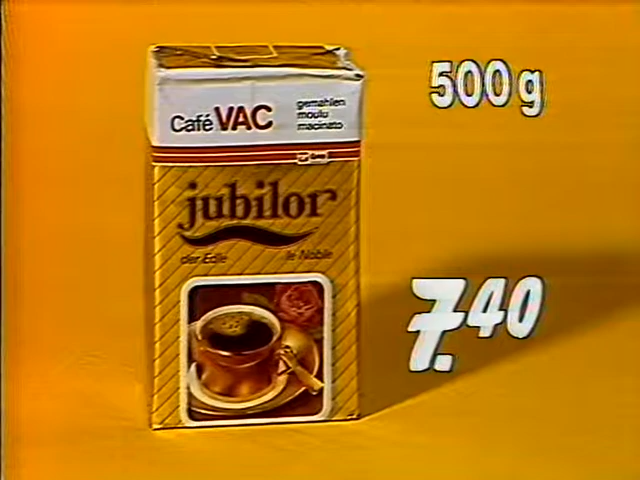 500 g
Café VAC
gemahlen
moulu
macinato
jubilor
der Edle
le Noble
7.40